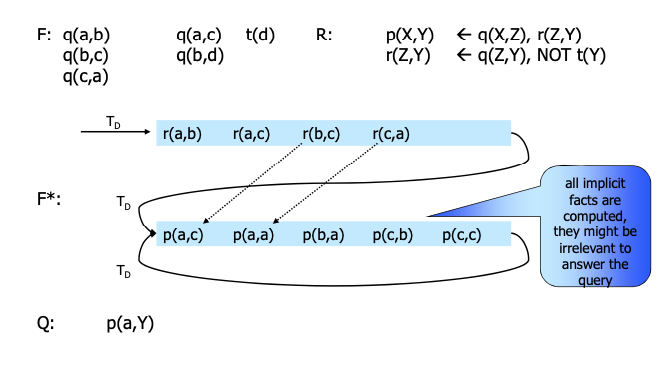 F: q(a,b) q(a,c) t(d) R: p(X,Y) ← q(X,Z), r(Z,Y)
q(b,c) q(b,d) r(Z,Y) ← q(Z,Y), NOT t(Y)
q(c,a)
T_D
r(a,b) r(a,c) r(b,c) r(c,a)
F*: T_D
p(a,c) p(a,a) p(b,a) p(c,b) p(c,c)
T_D
all implicit
facts are
computed,
they might be
irrelevant to
answer the
query
Q: p(a,Y)